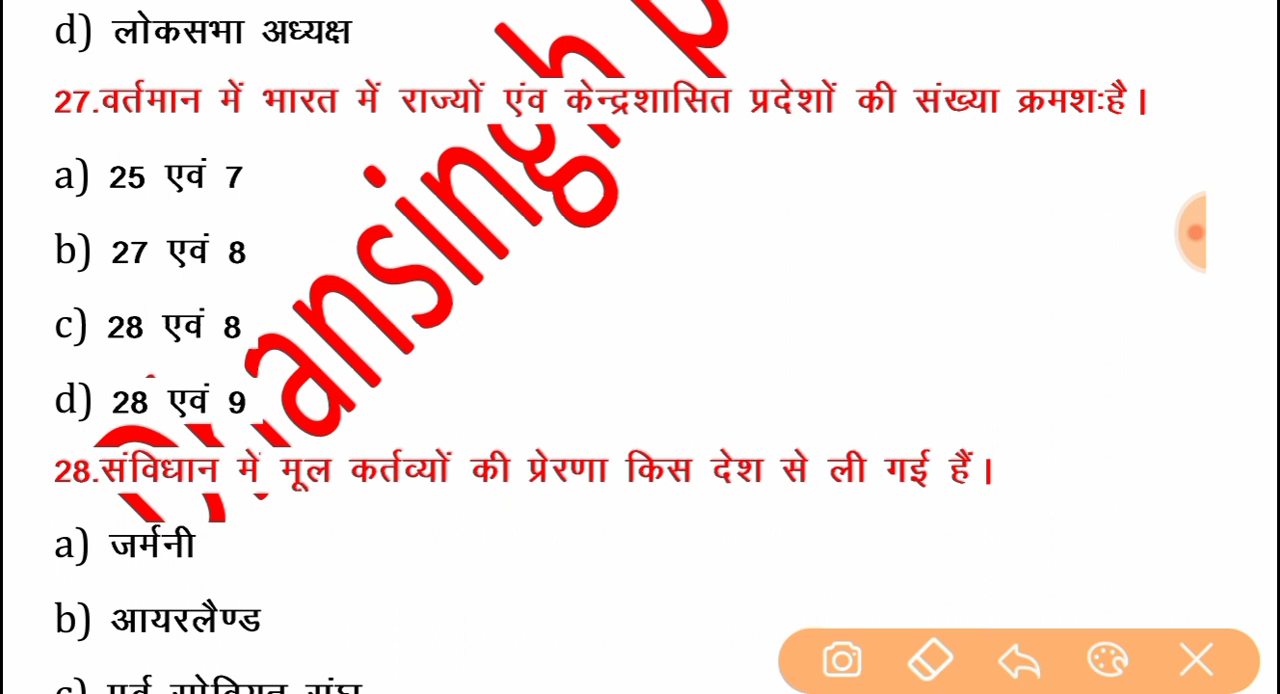 d) लोकसभा अध्यक्ष
27.वर्तमान में भारत में राज्यों एंव केन्द्रशासित प्रदेशों की संख्या क्रमशःहै।
a) 25 एवं 7
b) 27 एवं 8
c) 28 एवं 8
d) 28 एवं 9
28.संविधान में मूल कर्तव्यों की प्रेरणा किस देश से ली गई हैं।
a) जर्मनी
b) आयरलैण्ड
c) पूर्व सोवियत संघ